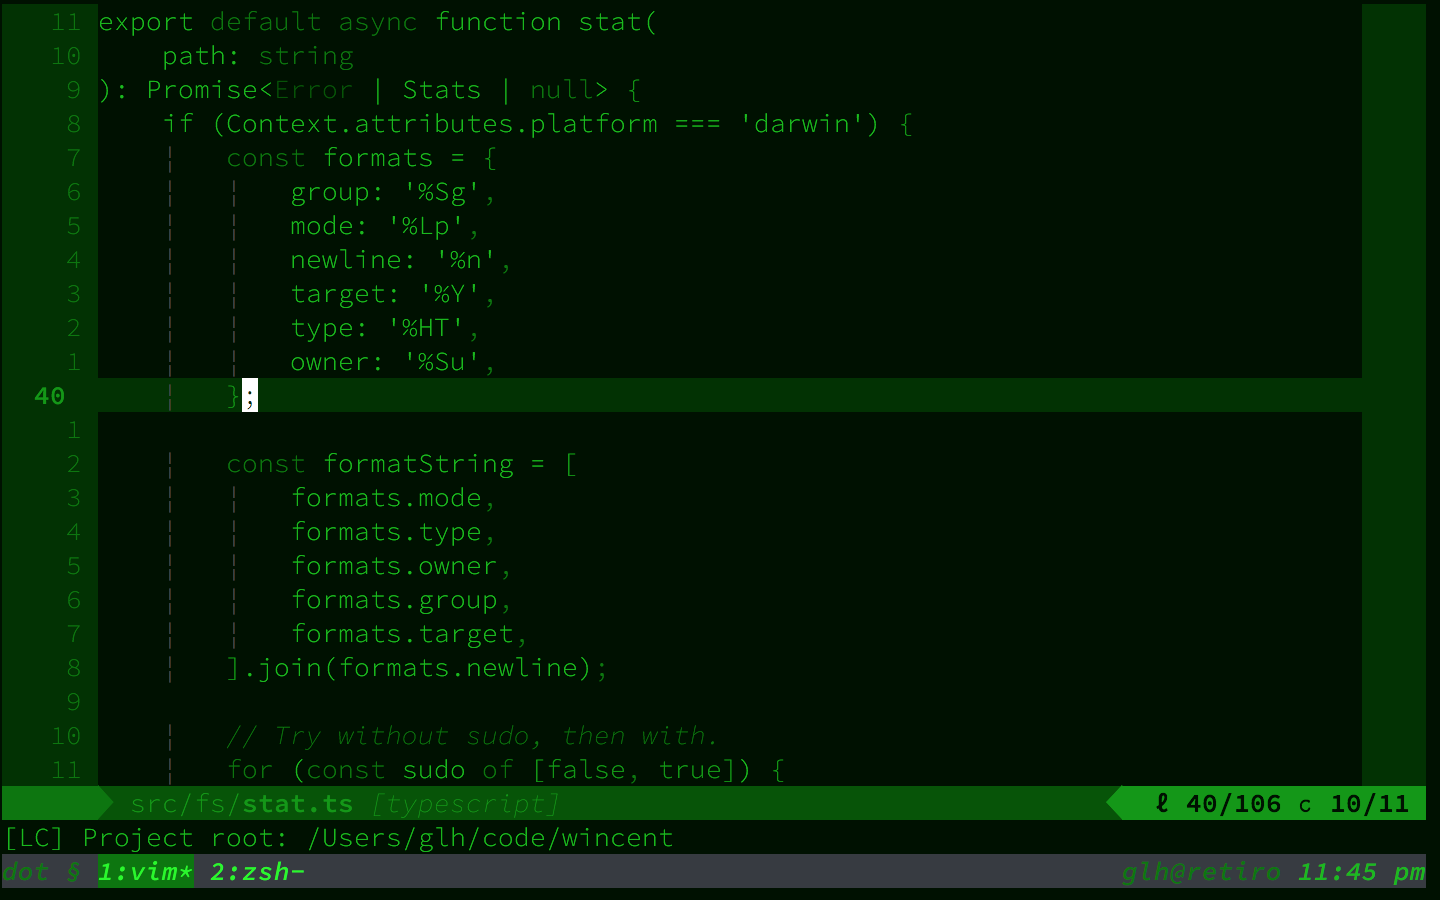 11 export default async function stat(
10     path: string
9 ): Promise<Error | Stats | null> {
8     if (Context.attributes.platform === 'darwin') {
7     ¦   const formats = {
6     ¦   ¦   group: '%Sg',
5     ¦   ¦   mode: '%Lp',
4     ¦   ¦   newline: '%n',
3     ¦   ¦   target: '%Y',
2     ¦   ¦   type: '%HT',
1     ¦   ¦   owner: '%Su',
40     ¦   };
1
2     ¦   const formatString = [
3     ¦   ¦   formats.mode,
4     ¦   ¦   formats.type,
5     ¦   ¦   formats.owner,
6     ¦   ¦   formats.group,
7     ¦   ¦   formats.target,
8     ¦   ].join(formats.newline);
9
10     ¦   // Try without sudo, then with.
11     ¦   for (const sudo of [false, true]) {
src/fs/stat.ts [typescript] ℓ 40/106 c 10/11
[LC] Project root: /Users/glh/code/wincent
dot § 1:vim* 2:zsh- glh@retiro 11:45 pm